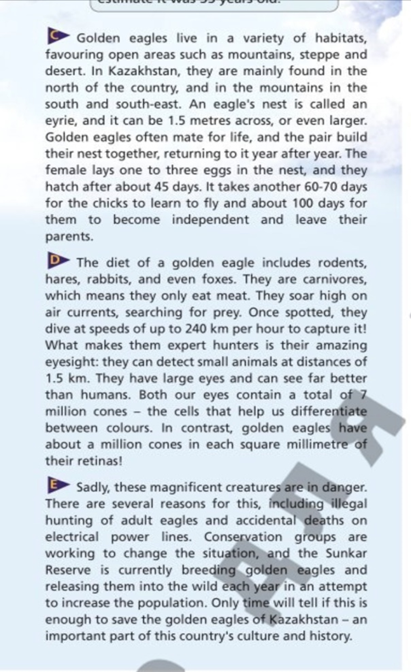 estimate it was 35 years old.
C Golden eagles live in a variety of habitats,
favouring open areas such as mountains, steppe and
desert. In Kazakhstan, they are mainly found in the
north of the country, and in the mountains in the
south and south-east. An eagle's nest is called an
eyrie, and it can be 1.5 metres across, or even larger.
Golden eagles often mate for life, and the pair build
their nest together, returning to it year after year. The
female lays one to three eggs in the nest, and they
hatch after about 45 days. It takes another 60-70 days
for the chicks to learn to fly and about 100 days for
them to become independent and leave their
parents.
D The diet of a golden eagle includes rodents,
hares, rabbits, and even foxes. They are carnivores,
which means they only eat meat. They soar high on
air currents, searching for prey. Once spotted, they
dive at speeds of up to 240 km per hour to capture it!
What makes them expert hunters is their amazing
eyesight: they can detect small animals at distances of
1.5 km. They have large eyes and can see far better
than humans. Both our eyes contain a total of 7
million cones – the cells that help us differentiate
between colours. In contrast, golden eagles have
about a million cones in each square millimetre of
their retinas!
E Sadly, these magnificent creatures are in danger.
There are several reasons for this, including illegal
hunting of adult eagles and accidental deaths on
electrical power lines. Conservation groups are
working to change the situation, and the Sunkar
Reserve is currently breeding golden eagles and
releasing them into the wild each year in an attempt
to increase the population. Only time will tell if this is
enough to save the golden eagles of Kazakhstan – an
important part of this country's culture and history.
для